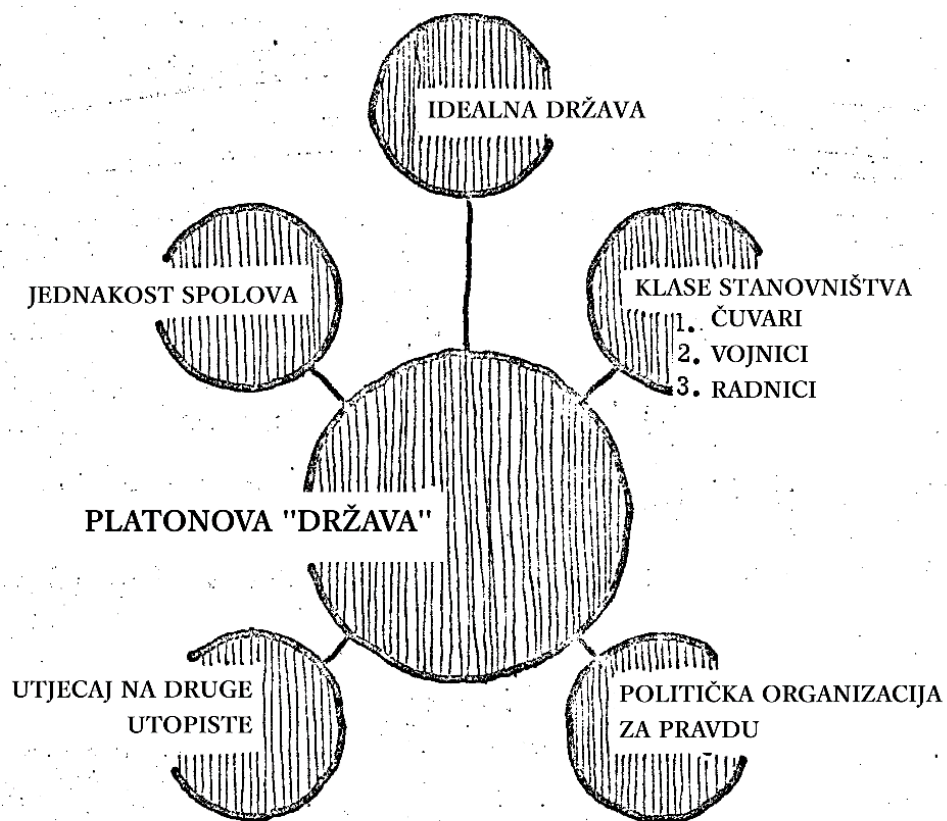 IDEALNA DRŽAVA
JEDNAKOST SPOLOVA
KLASE STANOVNIŠTVA
1. ČUVARI
2. VOJNICI
3. RADNICI
PLATONOVA "DRŽAVA"
UTJECAJ NA DRUGE
UTOPISTE
POLITIČKA ORGANIZACIJA
ZA PRAVDU